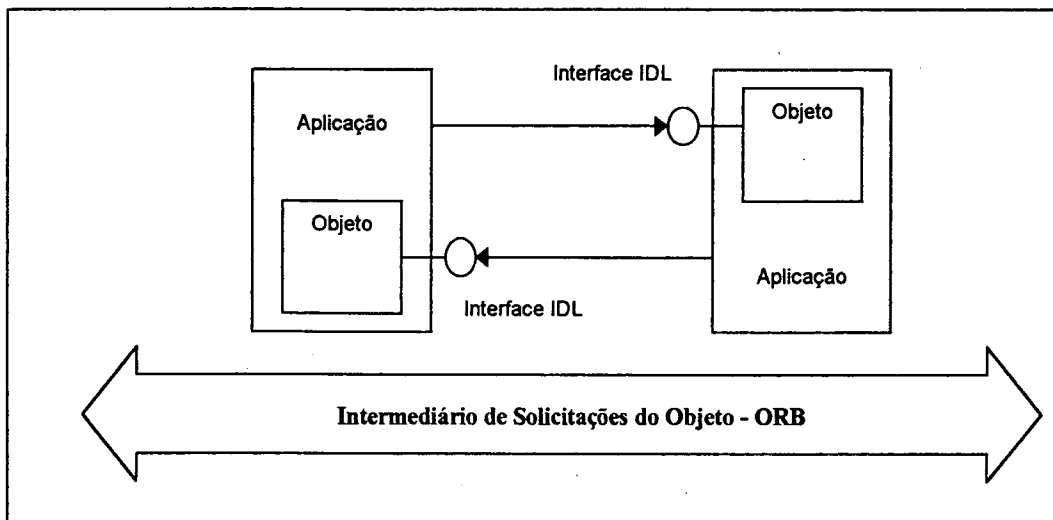 Interface IDL
Aplicação
Objeto
Objeto
Aplicação
Interface IDL
Intermediário de Solicitações do Objeto - ORB